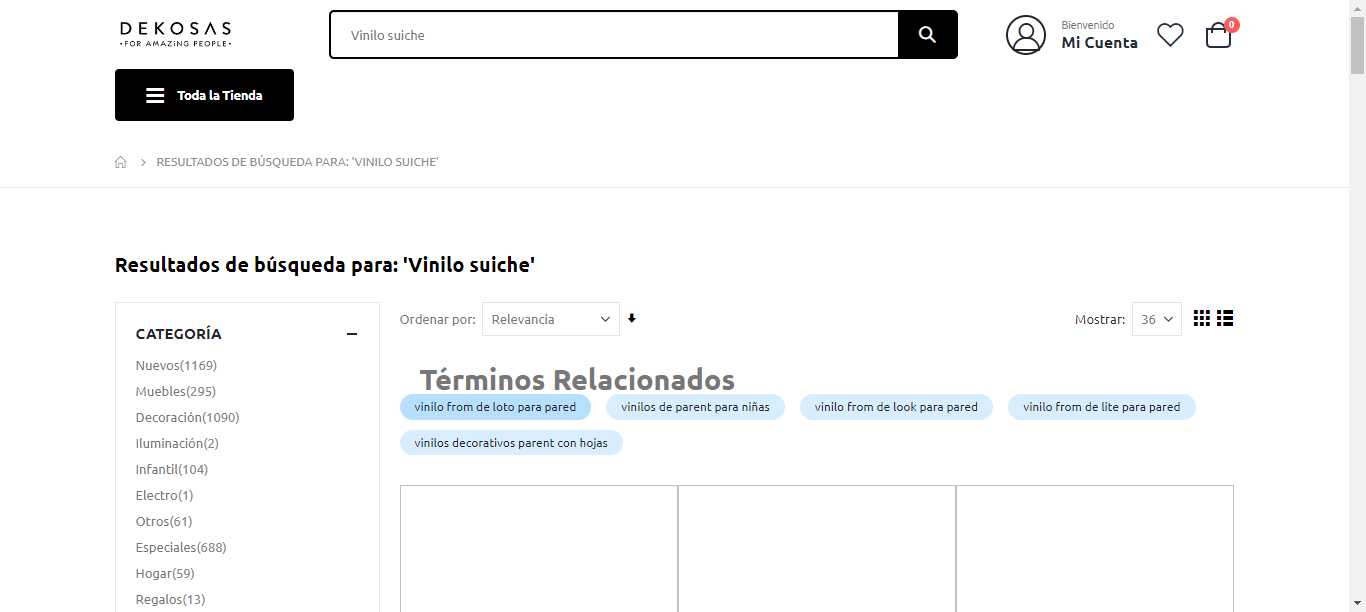 DEKOSAS
•FOR AMAZING PEOPLE•
Vinilo suiche
Bienvenido
Mi Cuenta
0
Toda la Tienda
RESULTADOS DE BÚSQUEDA PARA: 'VINILO SUICHE'
Resultados de búsqueda para: 'Vinilo suiche'
CATEGORÍA
Nuevos(1169)
Muebles(295)
Decoración(1090)
Iluminación(2)
Infantil(104)
Electro(1)
Otros(61)
Especiales(688)
Hogar(59)
Regalos(13)
Ordenar por: Relevancia
Mostrar: 36
Términos Relacionados
vinilo from de loto para pared vinilos de parent para niñas vinilo from de look para pared vinilo from de lite para pared
vinilos decorativos parent con hojas